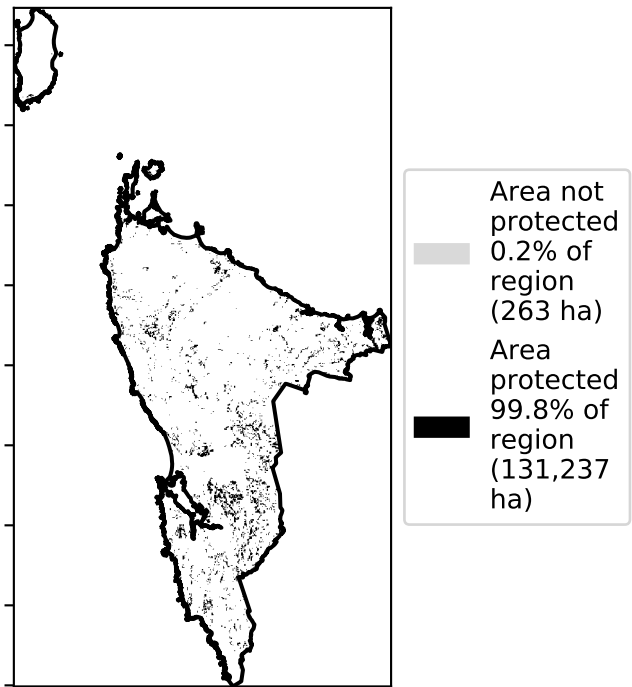 Area not
protected
0.2% of
region
(263 ha)
Area
protected
99.8% of
region
(131,237
ha)